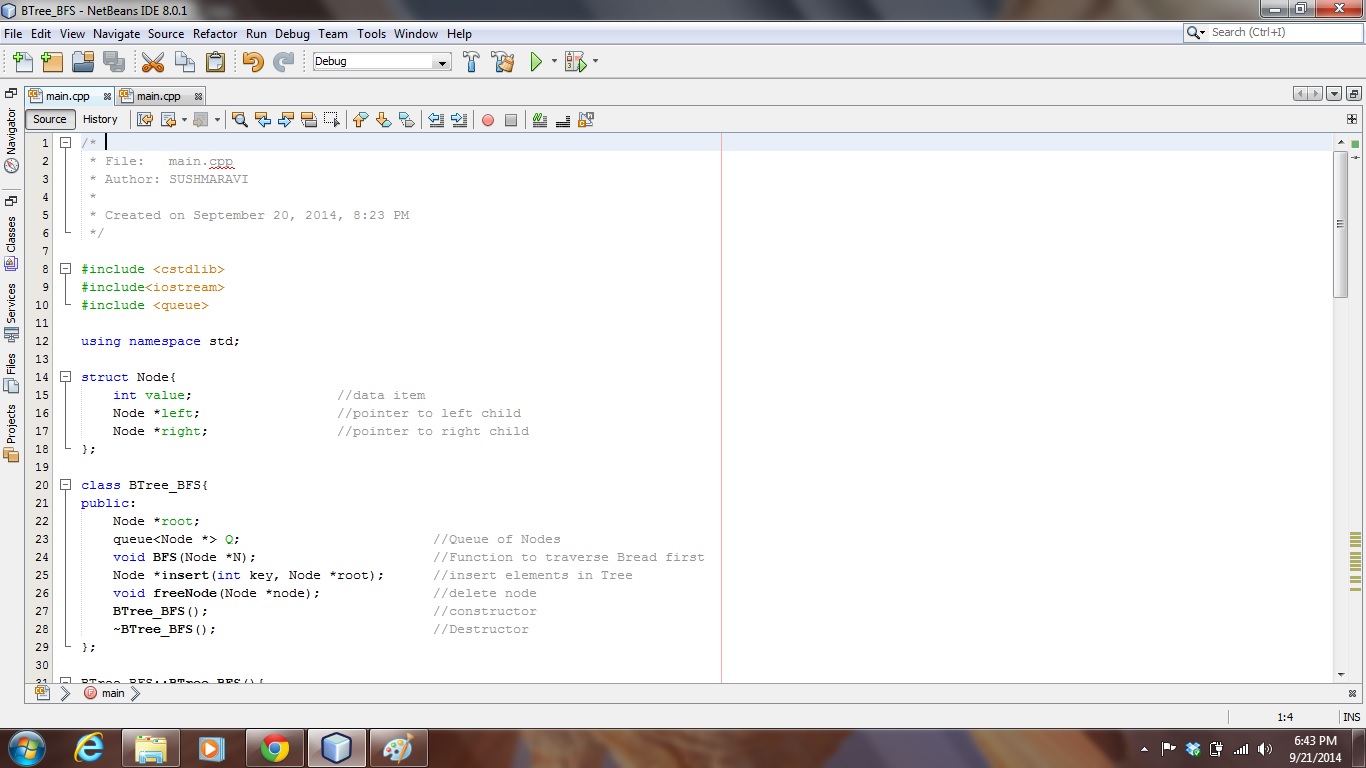 BTree_BFS - NetBeans IDE 8.0.1
File Edit View Navigate Source Refactor Run Debug Team Tools Window Help
Search (Ctrl+I)
Debug
main.cpp main.cpp
Source History
Navigator
Classes
Services
Files
Projects
1 /*
2 * File: main.cpp
3 * Author: SUSHMARAVI
4 *
5 * Created on September 20, 2014, 8:23 PM
6 */
7
8 #include <cstdlib>
9 #include<iostream>
10 #include <queue>
11
12 using namespace std;
13
14 struct Node{
15 int value; //data item
16 Node *left; //pointer to left child
17 Node *right; //pointer to right child
18 };
19
20 class BTree_BFS{
21 public:
22 Node *root;
23 queue<Node *> Q; //Queue of Nodes
24 void BFS(Node *N); //Function to traverse Bread first
25 Node *insert(int key, Node *root); //insert elements in Tree
26 void freeNode(Node *node); //delete node
27 BTree_BFS(); //constructor
28 ~BTree_BFS(); //Destructor
29 };
30
31 BTree_BFS::BTree_BFS(){
main
1:4 INS
6:43 PM
9/21/2014